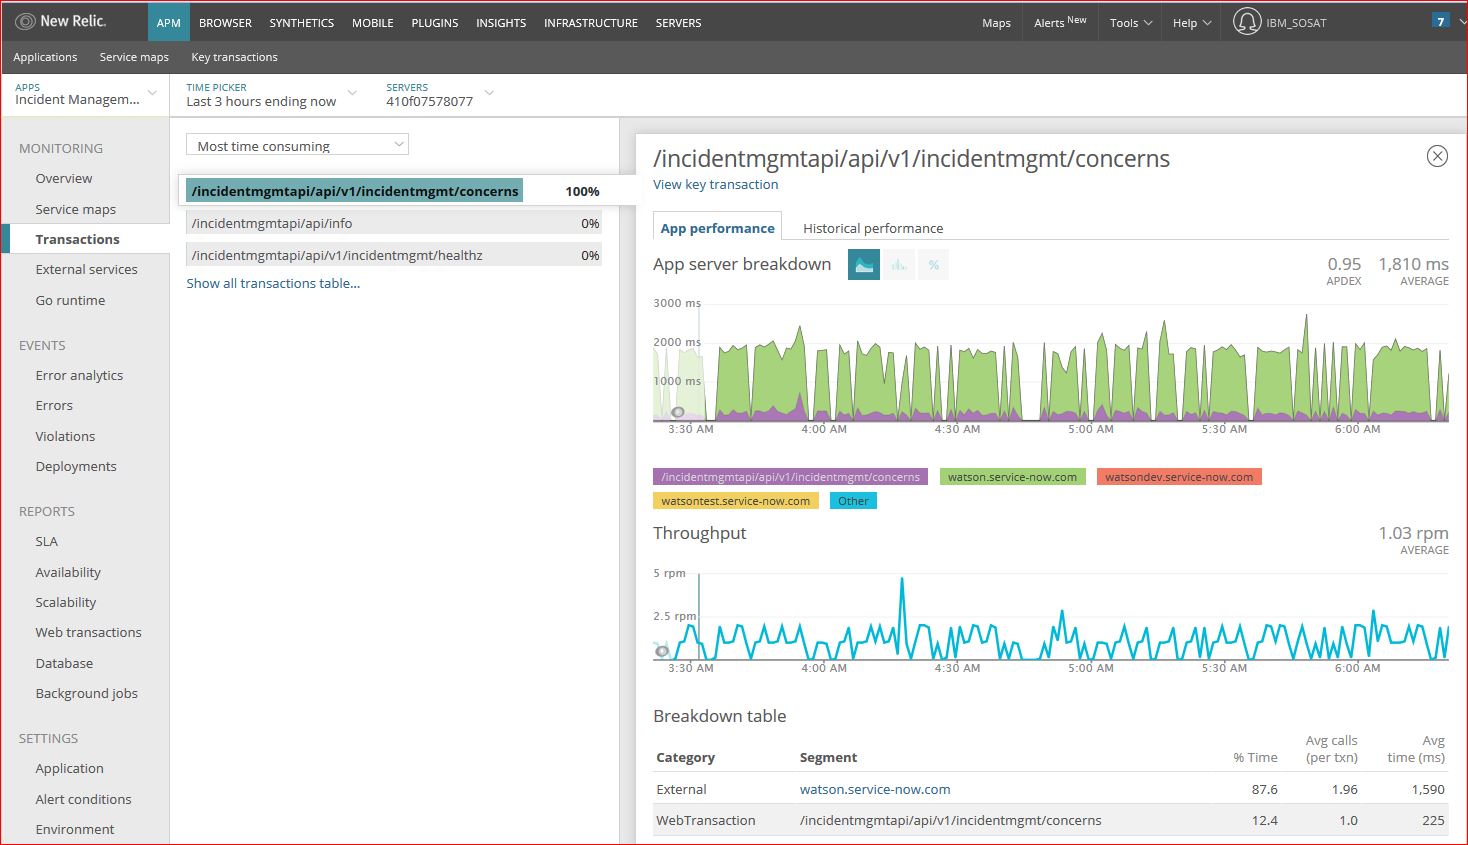 New Relic.
APM BROWSER SYNTHETICS MOBILE PLUGINS INSIGHTS INFRASTRUCTURE SERVERS
Maps Alerts New Tools Help IBM_SOSAT 7
Applications Service maps Key transactions
APPS
Incident Managem...
TIME PICKER
Last 3 hours ending now
SERVERS
410f07578077
MONITORING
Overview
Service maps
Transactions
External services
Go runtime
EVENTS
Error analytics
Errors
Violations
Deployments
REPORTS
SLA
Availability
Scalability
Web transactions
Database
Background jobs
SETTINGS
Application
Alert conditions
Environment
Most time consuming
/incidentmgmtapi/api/v1/incidentmgmt/concerns 100%
/incidentmgmtapi/api/info 0%
/incidentmgmtapi/api/v1/incidentmgmt/healthz 0%
Show all transactions table...
/incidentmgmtapi/api/v1/incidentmgmt/concerns
View key transaction
App performance Historical performance
App server breakdown %
0.95 1,810 ms
APDEX AVERAGE
3000 ms
2000 ms
1000 ms
3:30 AM 4:00 AM 4:30 AM 5:00 AM 5:30 AM 6:00 AM
/incidentmgmtapi/api/v1/incidentmgmt/concerns watson.service-now.com watsondev.service-now.com
watsontest.service-now.com Other
Throughput 1.03 rpm
AVERAGE
5 rpm
2.5 rpm
3:30 AM 4:00 AM 4:30 AM 5:00 AM 5:30 AM 6:00 AM
Breakdown table
Category Segment % Time Avg calls (per txn) Avg time (ms)
External watson.service-now.com 87.6 1.96 1,590
WebTransaction /incidentmgmtapi/api/v1/incidentmgmt/concerns 12.4 1.0 225